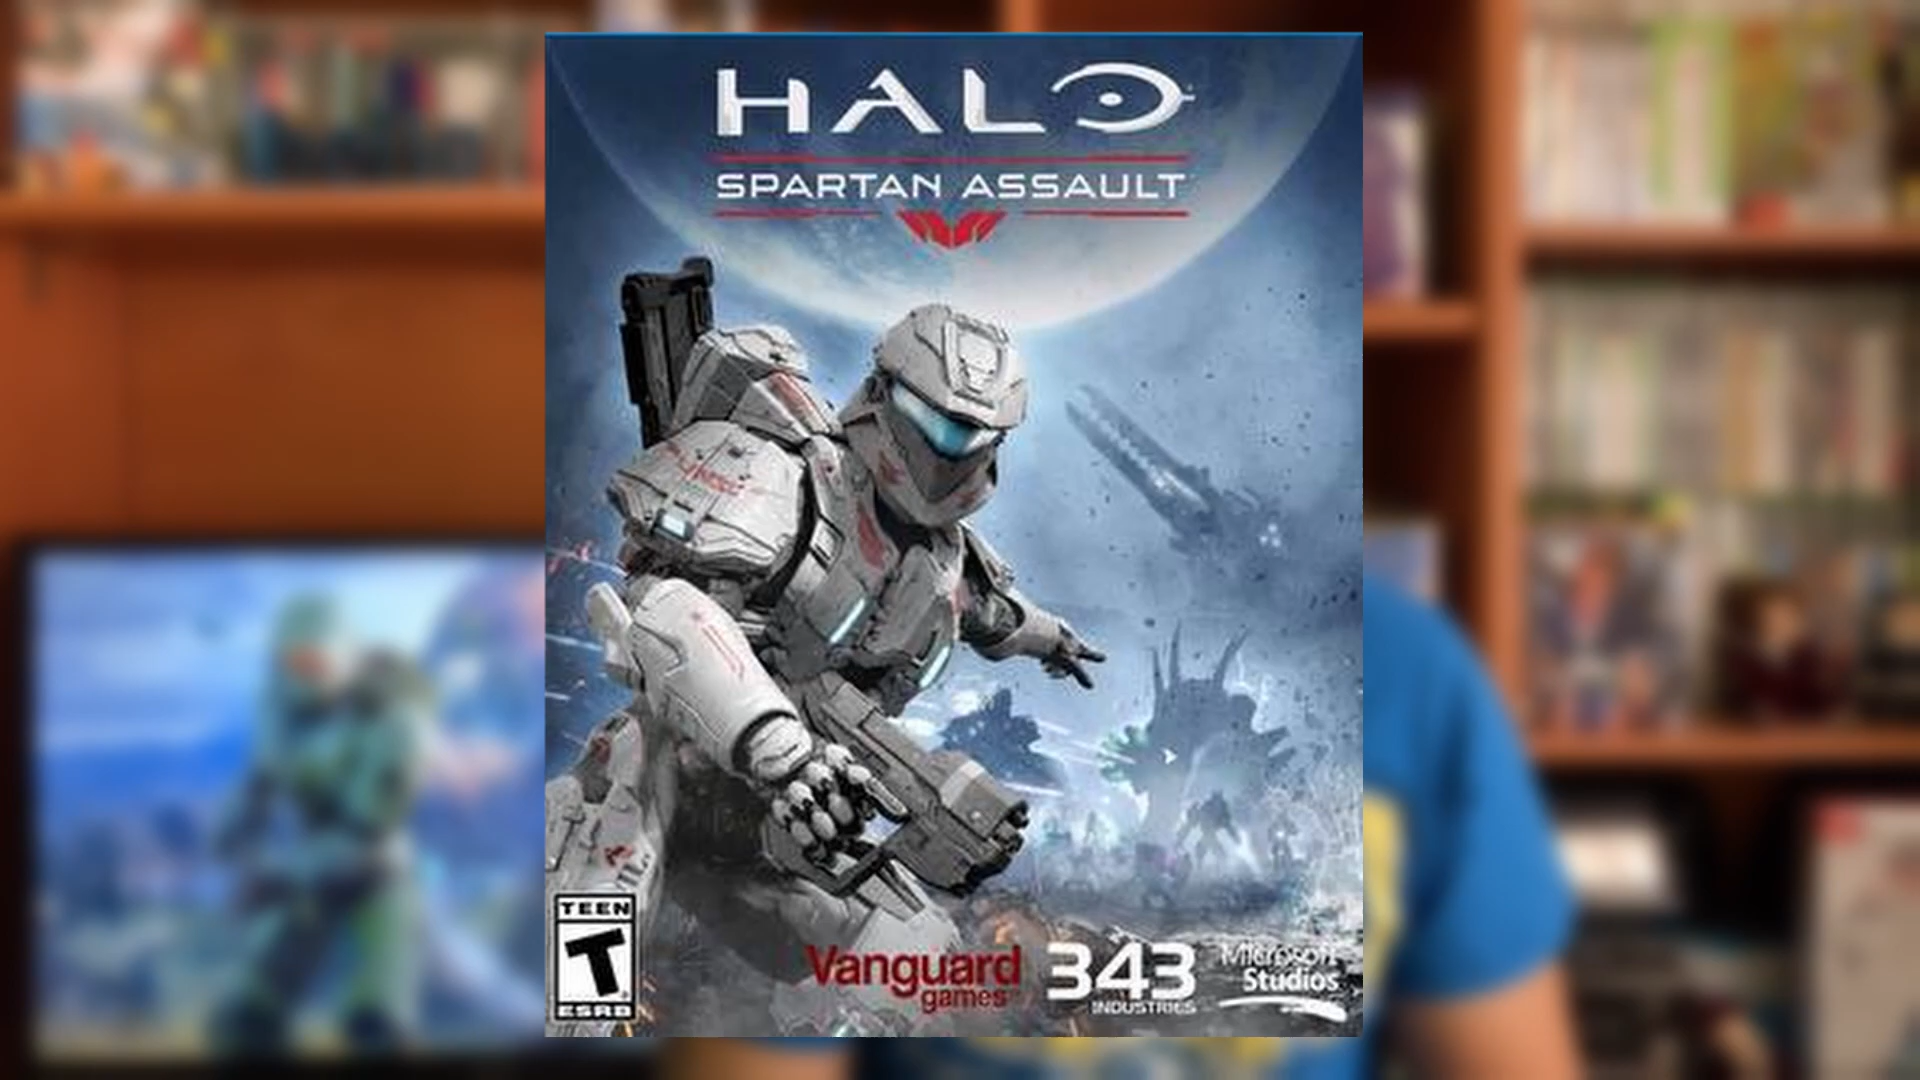 HALO
SPARTAN ASSAULT
TEEN
T
ESRB
Vanguard
games
343
INDUSTRIES
Microsoft
Studios